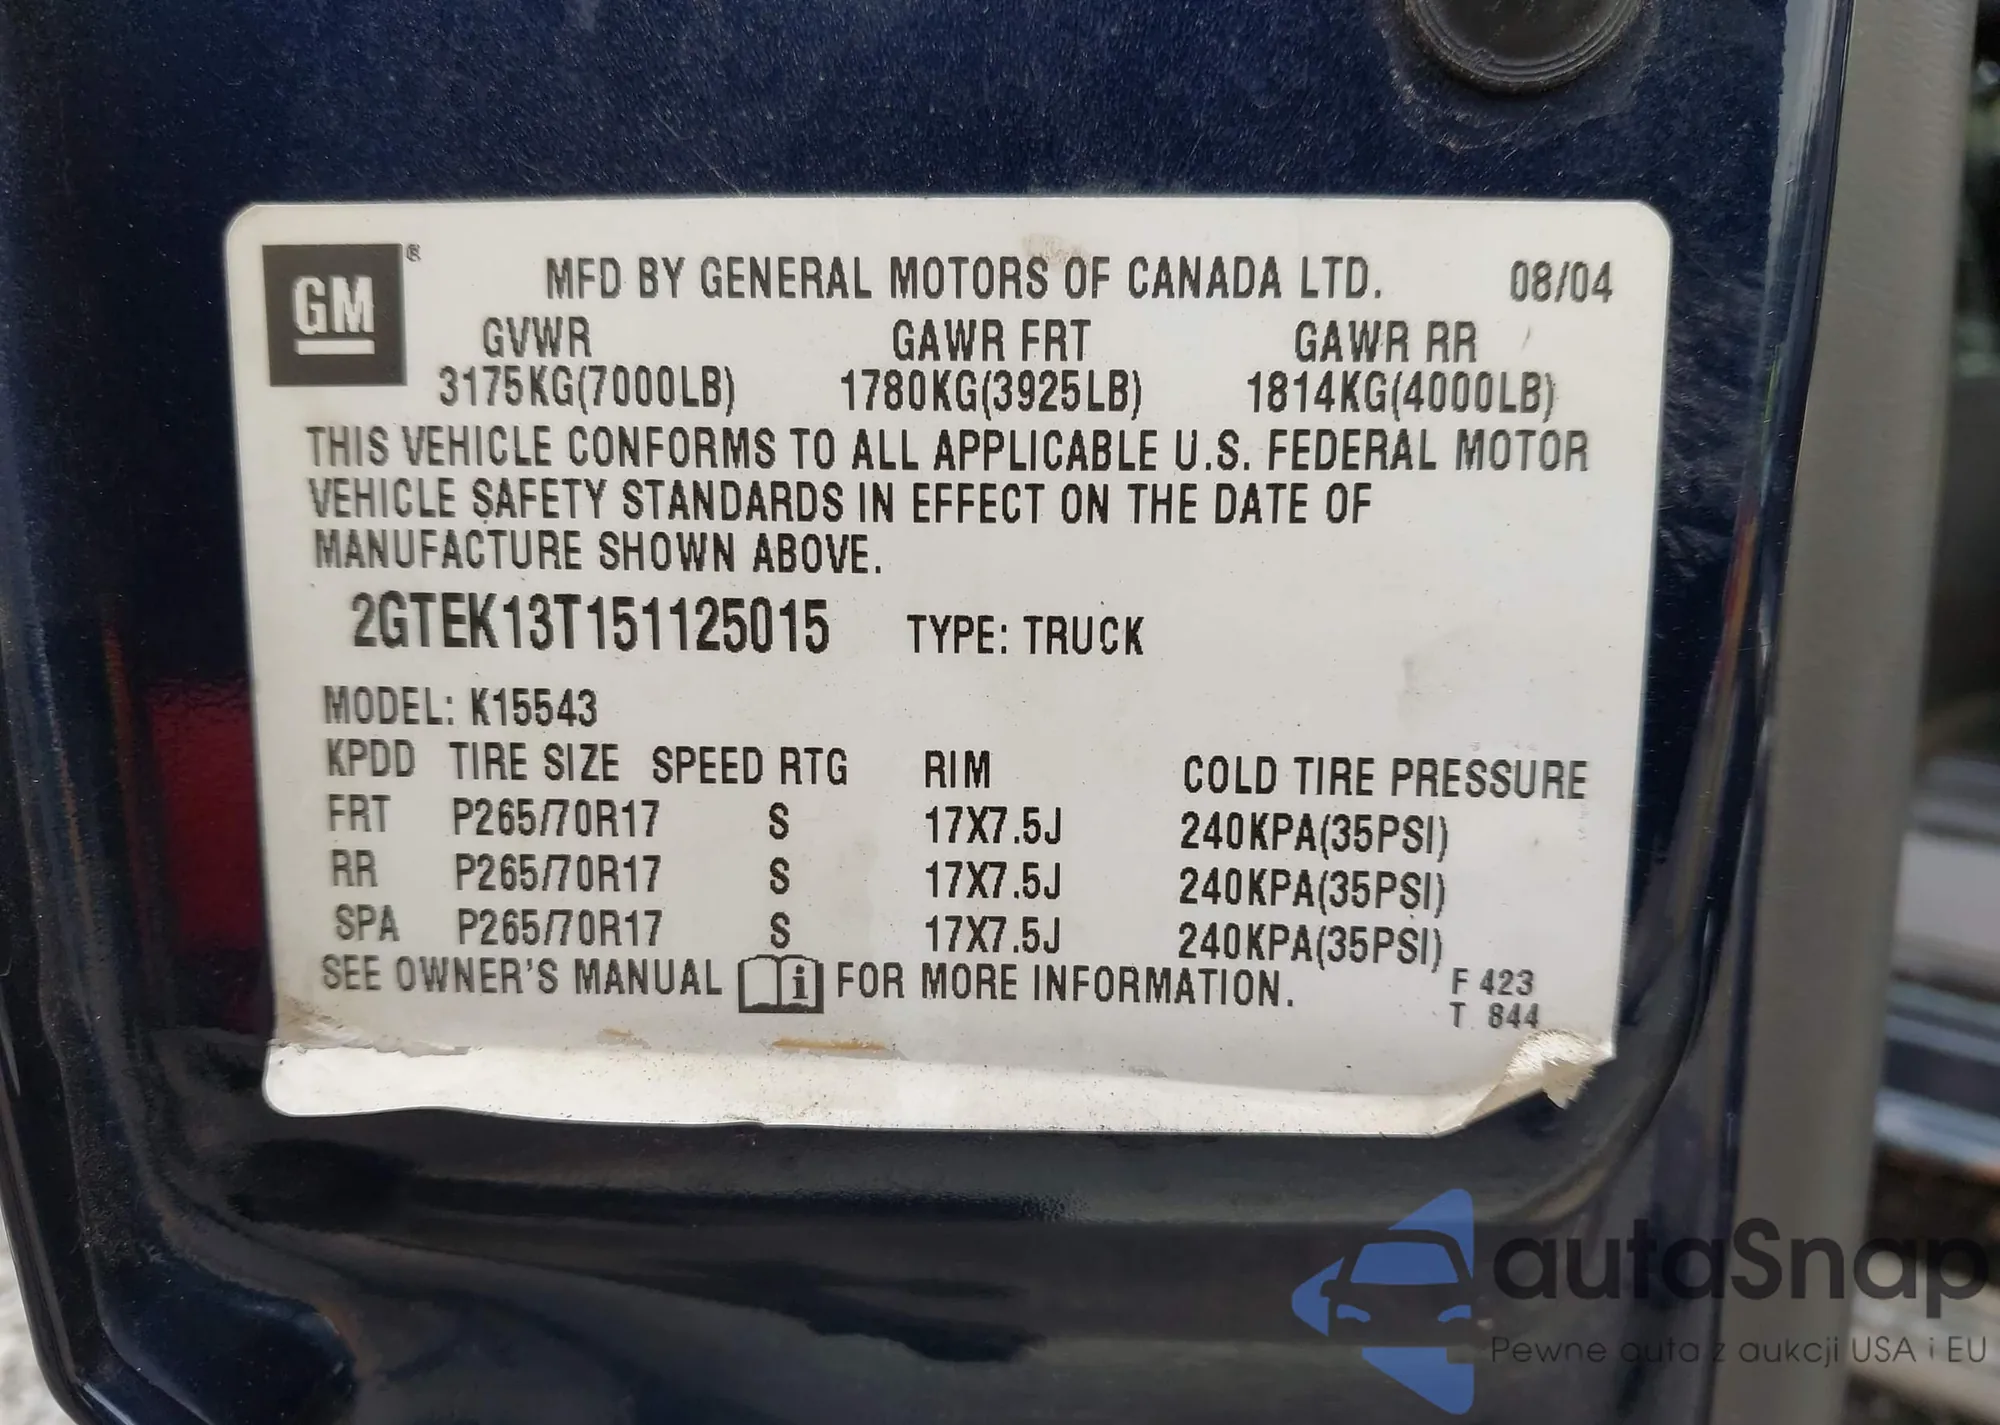 GM ®
MFD BY GENERAL MOTORS OF CANADA LTD. 08/04
GVWR GAWR FRT GAWR RR
3175KG(7000LB) 1780KG(3925LB) 1814KG(4000LB)
THIS VEHICLE CONFORMS TO ALL APPLICABLE U.S. FEDERAL MOTOR
VEHICLE SAFETY STANDARDS IN EFFECT ON THE DATE OF
MANUFACTURE SHOWN ABOVE.
2GTEK13T151125015 TYPE: TRUCK
MODEL: K15543
KPDD TIRE SIZE SPEED RTG RIM COLD TIRE PRESSURE
FRT P265/70R17 S 17X7.5J 240KPA(35PSI)
RR P265/70R17 S 17X7.5J 240KPA(35PSI)
SPA P265/70R17 S 17X7.5J 240KPA(35PSI)
SEE OWNER'S MANUAL i FOR MORE INFORMATION.
F 423
T 844
autaSnap
Pewne auta z aukcji USA i EU